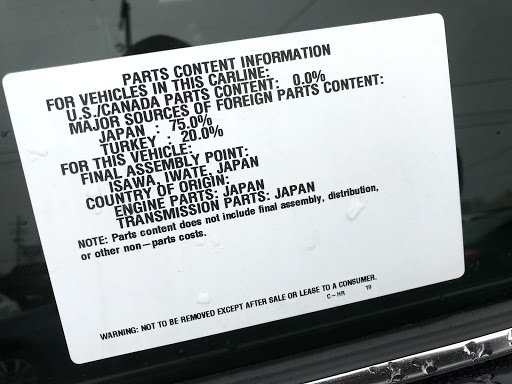 PARTS CONTENT INFORMATION
FOR VEHICLES IN THIS CARLINE:
U.S./CANADA PARTS CONTENT: 0.0%
MAJOR SOURCES OF FOREIGN PARTS CONTENT:
JAPAN : 75.0%
TURKEY : 20.0%
FOR THIS VEHICLE:
FINAL ASSEMBLY POINT:
ISAWA, IWATE, JAPAN
COUNTRY OF ORIGIN:
ENGINE PARTS: JAPAN
TRANSMISSION PARTS: JAPAN
NOTE: Parts content does not include final assembly, distribution,
or other non-parts costs.
WARNING: NOT TO BE REMOVED EXCEPT AFTER SALE OR LEASE TO A CONSUMER.
C-HR 19